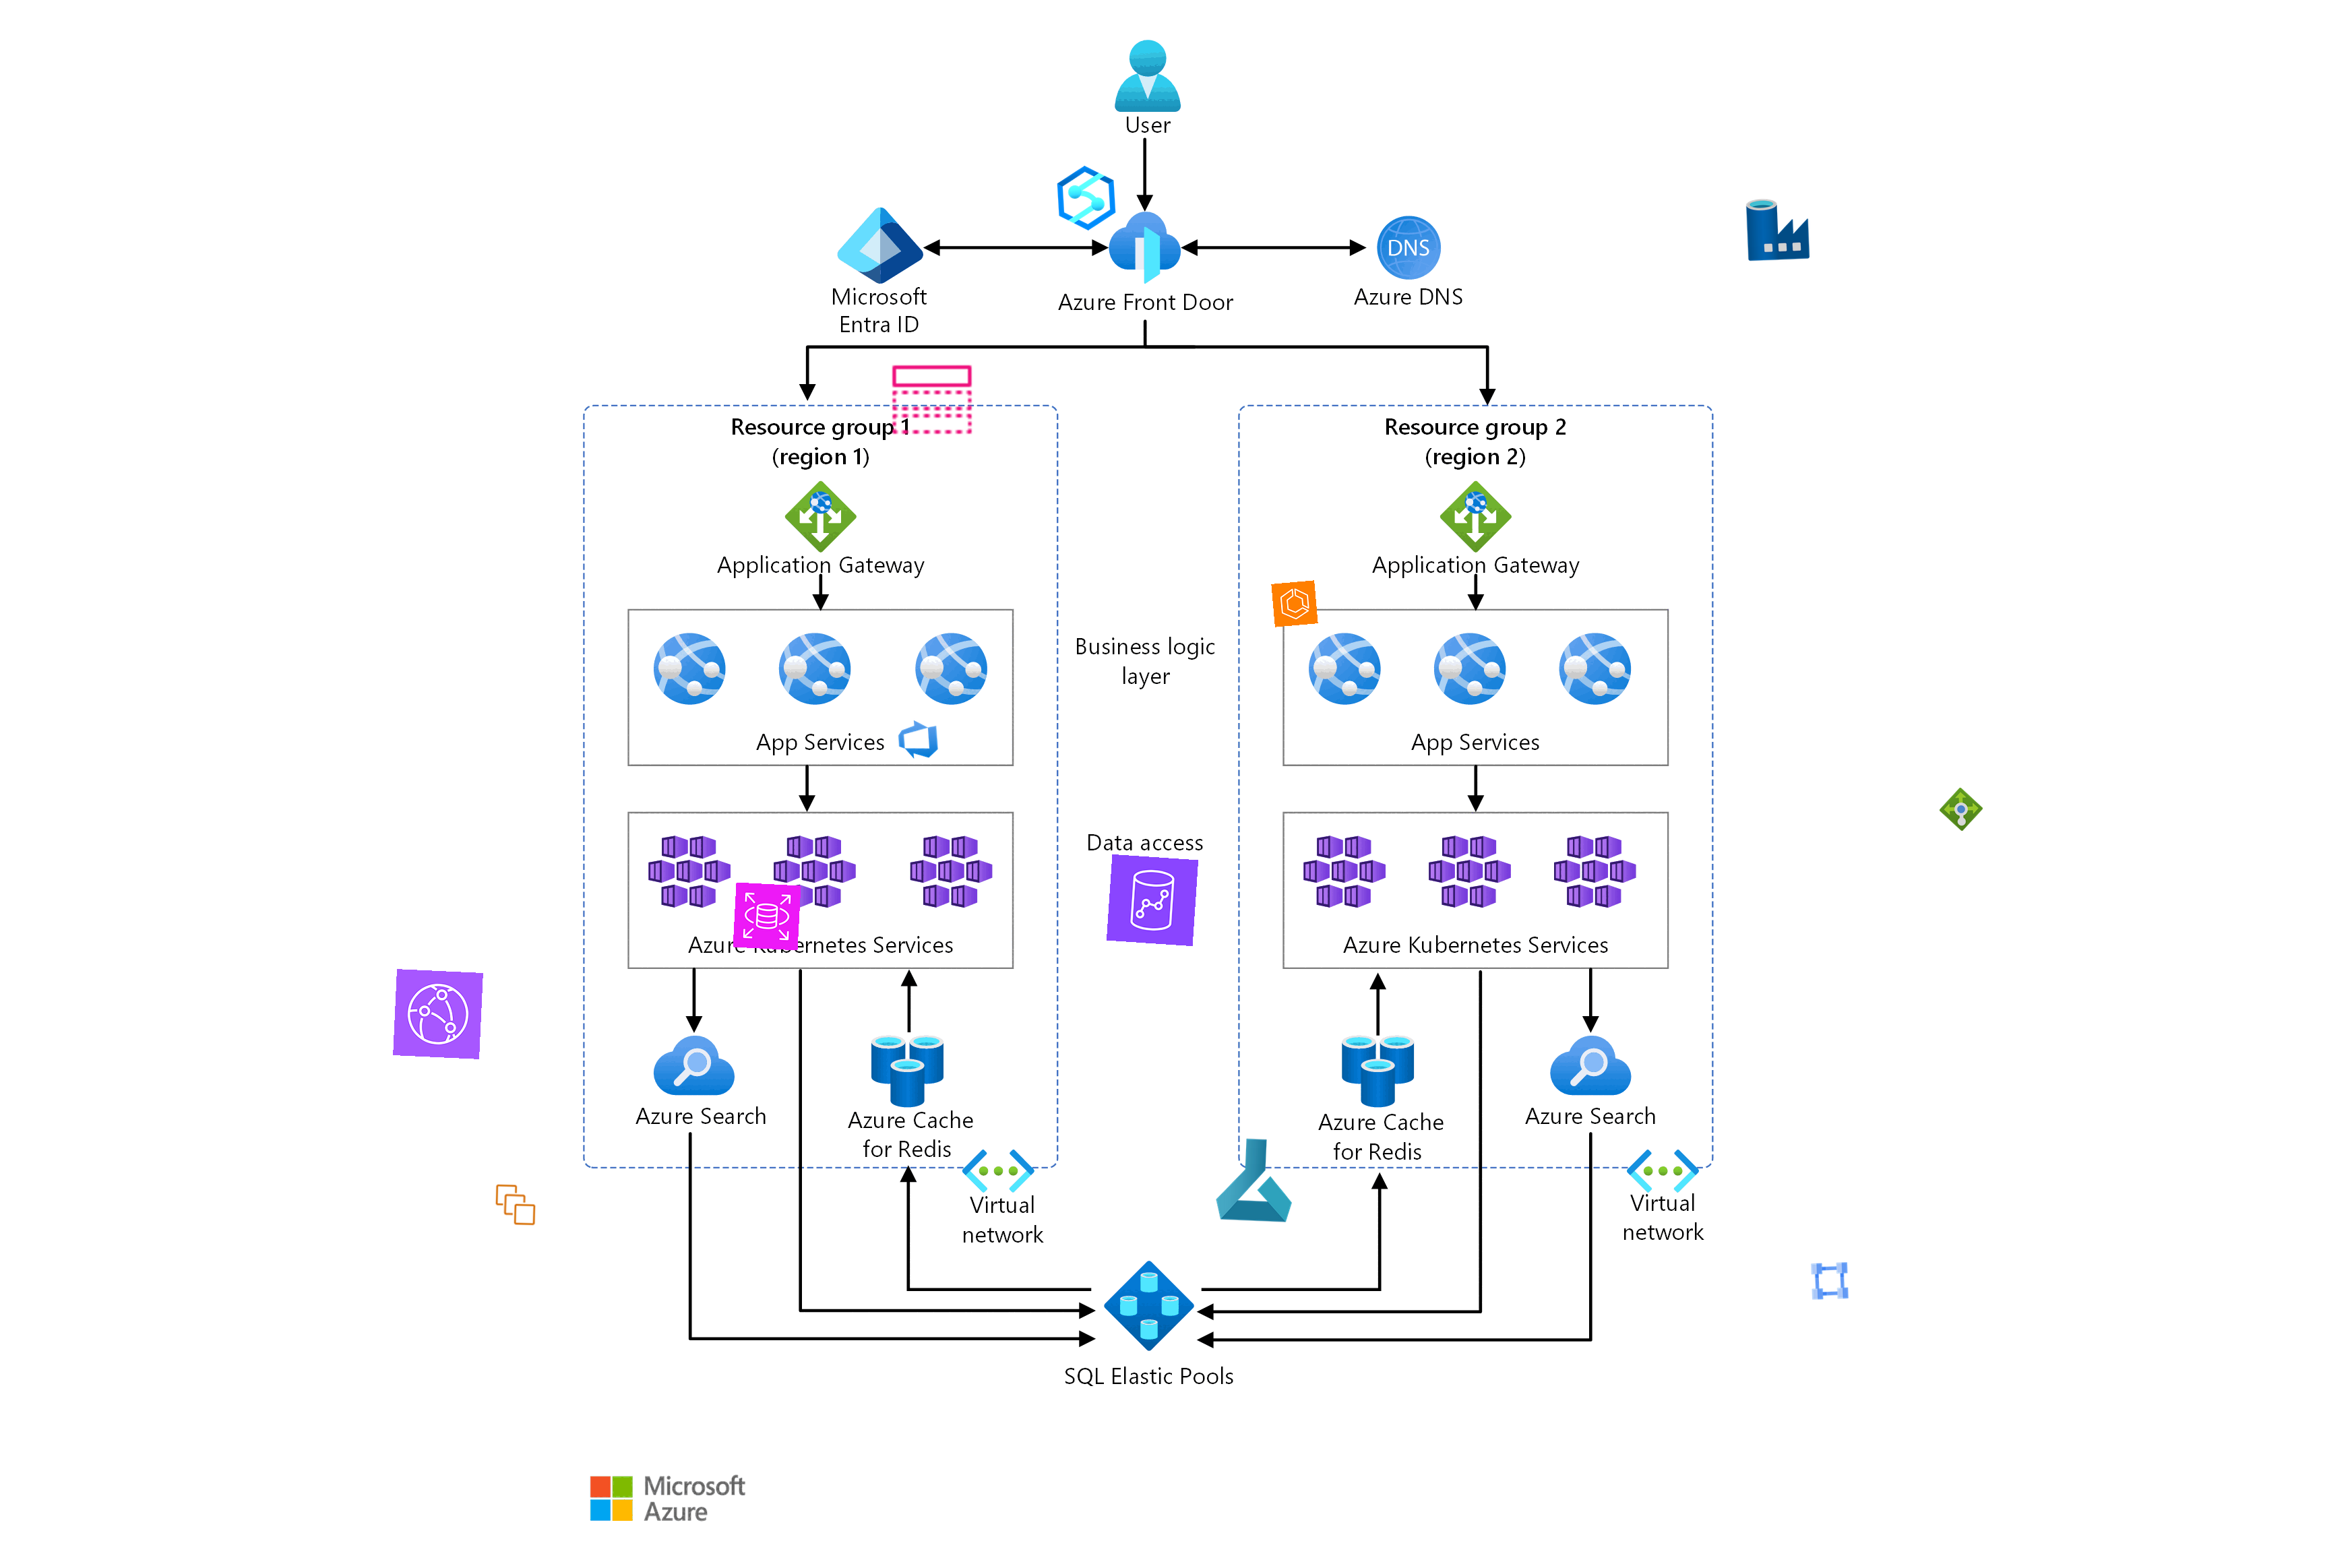 User
DNS
Microsoft
Entra ID
Azure Front Door
Azure DNS
Resource group 1
(region 1)
Resource group 2
(region 2)
Application Gateway
Application Gateway
Business logic
layer
App Services
App Services
Data access
Azure Kubernetes Services
Azure Kubernetes Services
Azure Search
Azure Cache
for Redis
Azure Cache
for Redis
Azure Search
Virtual
network
Virtual
network
SQL Elastic Pools
Microsoft
Azure